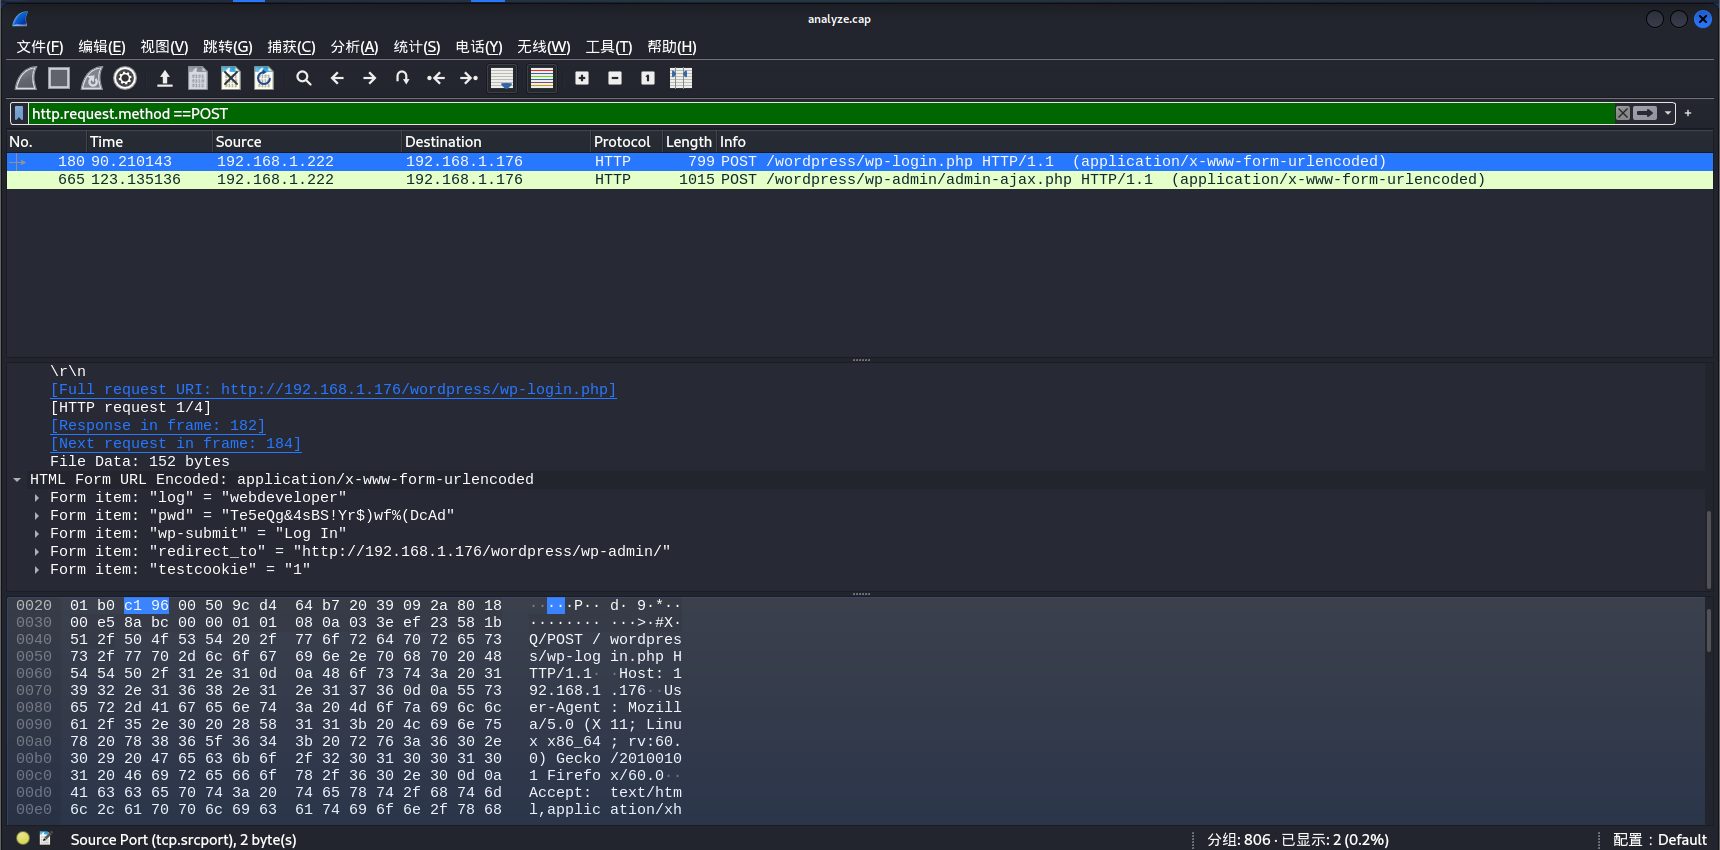 analyze.cap
文件(F) 编辑(E) 视图(V) 跳转(G) 捕获(C) 分析(A) 统计(S) 电话(Y) 无线(W) 工具(T) 帮助(H)
http.request.method ==POST
No. Time Source Destination Protocol Length Info
180 90.210143 192.168.1.222 192.168.1.176 HTTP 799 POST /wordpress/wp-login.php HTTP/1.1  (application/x-www-form-urlencoded)
665 123.135136 192.168.1.222 192.168.1.176 HTTP 1015 POST /wordpress/wp-admin/admin-ajax.php HTTP/1.1  (application/x-www-form-urlencoded)
\r\n
[Full request URI: http://192.168.1.176/wordpress/wp-login.php]
[HTTP request 1/4]
[Response in frame: 182]
[Next request in frame: 184]
File Data: 152 bytes
HTML Form URL Encoded: application/x-www-form-urlencoded
Form item: "log" = "webdeveloper"
Form item: "pwd" = "Te5eQg&4sBS!Yr$)wf%(DcAd"
Form item: "wp-submit" = "Log In"
Form item: "redirect_to" = "http://192.168.1.176/wordpress/wp-admin/"
Form item: "testcookie" = "1"
0020 01 b0 c1 96 00 50 9c d4 64 b7 20 39 09 2a 80 18 ·····P·· d· 9·*··
0030 00 e5 8a bc 00 00 01 01 08 0a 03 3e ef 23 58 1b ········ ···>·#X·
0040 51 2f 50 4f 53 54 20 2f 77 6f 72 64 70 72 65 73 Q/POST / wordpres
0050 73 2f 77 70 2d 6c 6f 67 69 6e 2e 70 68 70 20 48 s/wp-log in.php H
0060 54 54 50 2f 31 2e 31 0d 0a 48 6f 73 74 3a 20 31 TTP/1.1· ·Host: 1
0070 39 32 2e 31 36 38 2e 31 2e 31 37 36 0d 0a 55 73 92.168.1 .176··Us
0080 65 72 2d 41 67 65 6e 74 3a 20 4d 6f 7a 69 6c 6c er-Agent : Mozill
0090 61 2f 35 2e 30 20 28 58 31 31 3b 20 4c 69 6e 75 a/5.0 (X 11; Linu
00a0 78 20 78 38 36 5f 36 34 3b 20 72 76 3a 36 30 2e x x86_64 ; rv:60.
00b0 30 29 20 47 65 63 6b 6f 2f 32 30 31 30 30 31 30 0) Gecko /2010010
00c0 31 20 46 69 72 65 66 6f 78 2f 36 30 2e 30 0d 0a 1 Firefo x/60.0··
00d0 41 63 63 65 70 74 3a 20 74 65 78 74 2f 68 74 6d Accept:  text/htm
00e0 6c 2c 61 70 70 6c 69 63 61 74 69 6f 6e 2f 78 68 l,applic ation/xh
Source Port (tcp.srcport), 2 byte(s) 分组: 806 · 已显示: 2 (0.2%) 配置：Default